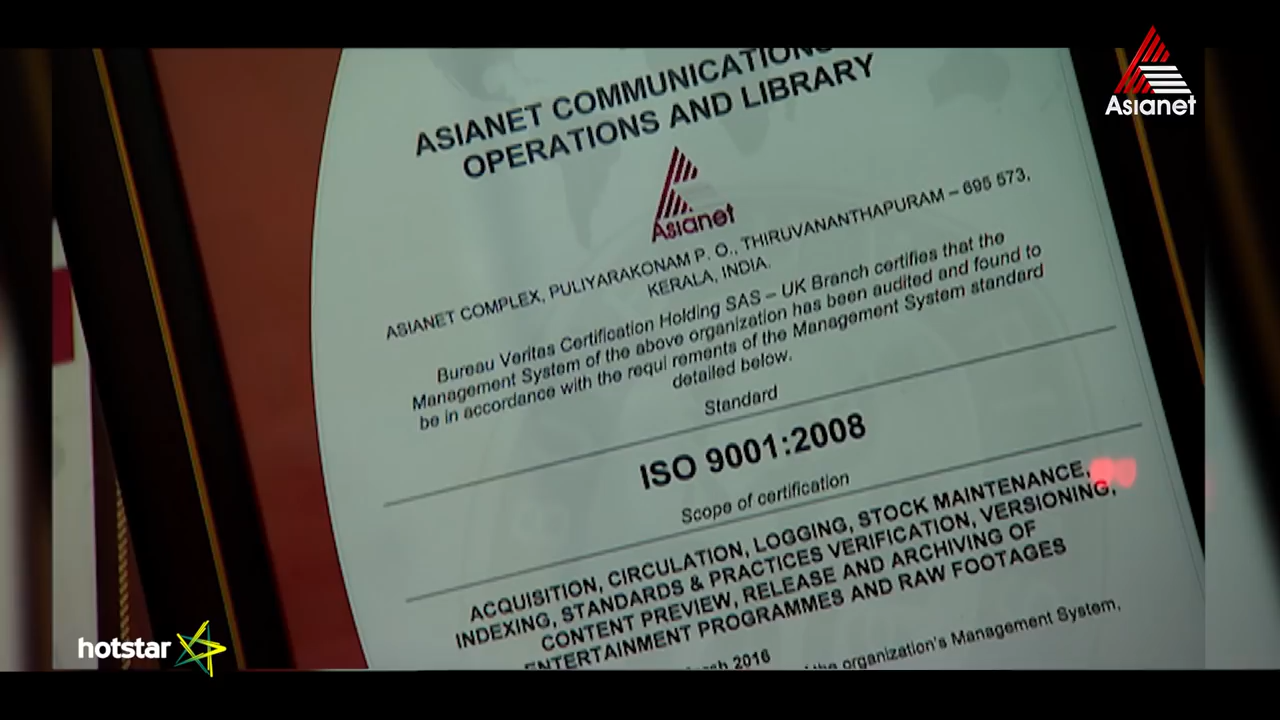 Asianet
ASIANET COMMUNICATIONS
OPERATIONS AND LIBRARY
Asianet
ASIANET COMPLEX, PULIYARAKONAM P. O., THIRUVANANTHAPURAM – 695 573,
KERALA, INDIA.
Bureau Veritas Certification Holding SAS – UK Branch certifies that the
Management System of the above organization has been audited and found to
be in accordance with the requi rements of the Management System standard
detailed below.
Standard
ISO 9001:2008
Scope of certification
ACQUISITION, CIRCULATION, LOGGING, STOCK MAINTENANCE,
INDEXING, STANDARDS & PRACTICES VERIFICATION, VERSIONING,
CONTENT PREVIEW, RELEASE AND ARCHIVING OF
ENTERTAINMENT PROGRAMMES AND RAW FOOTAGES
2016
the organization's Management System,
hotstar